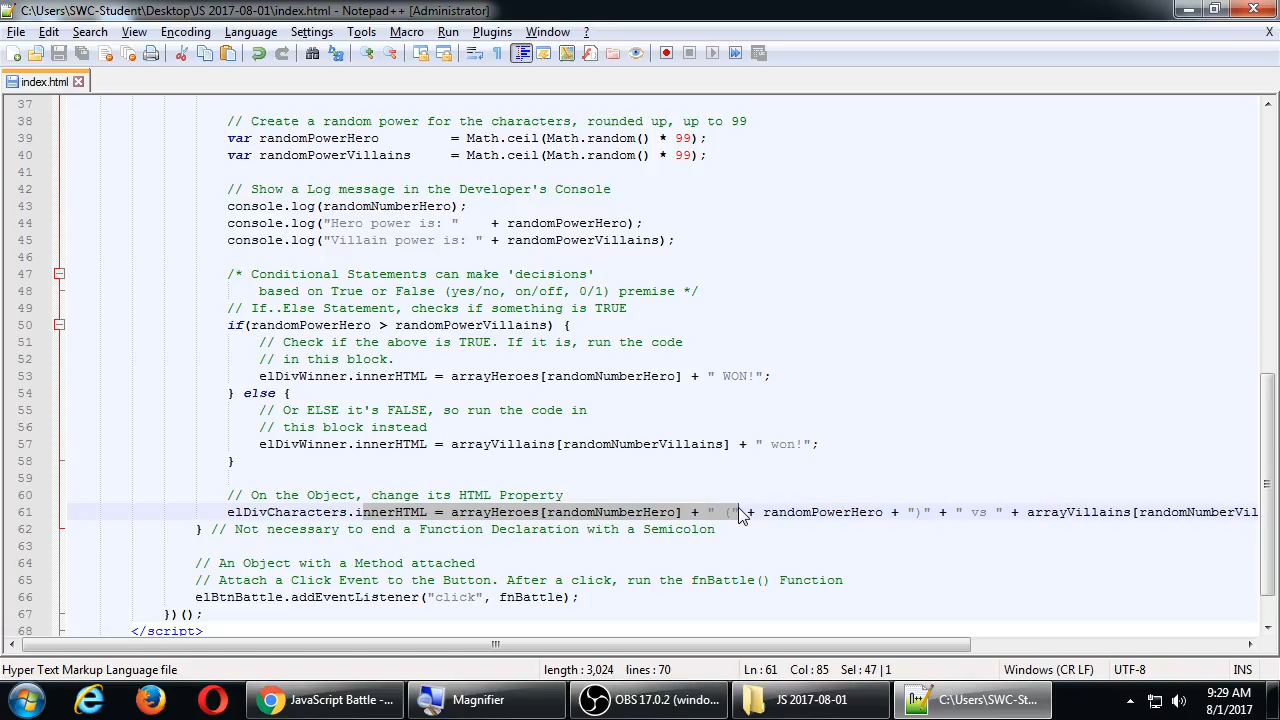 C:\Users\SWC-Student\Desktop\JS 2017-08-01\index.html - Notepad++ [Administrator]
File Edit Search View Encoding Language Settings Tools Macro Run Plugins Window ? X
index.html
37
38 // Create a random power for the characters, rounded up, up to 99
39 var randomPowerHero = Math.ceil(Math.random() * 99);
40 var randomPowerVillains = Math.ceil(Math.random() * 99);
41
42 // Show a Log message in the Developer's Console
43 console.log(randomNumberHero);
44 console.log("Hero power is: " + randomPowerHero);
45 console.log("Villain power is: " + randomPowerVillains);
46
47 /* Conditional Statements can make 'decisions'
48 based on True or False (yes/no, on/off, 0/1) premise */
49 // If..Else Statement, checks if something is TRUE
50 if(randomPowerHero > randomPowerVillains) {
51 // Check if the above is TRUE. If it is, run the code
52 // in this block.
53 elDivWinner.innerHTML = arrayHeroes[randomNumberHero] + " WON!";
54 } else {
55 // Or ELSE it's FALSE, so run the code in
56 // this block instead
57 elDivWinner.innerHTML = arrayVillains[randomNumberVillains] + " won!";
58 }
59
60 // On the Object, change its HTML Property
61 elDivCharacters.innerHTML = arrayHeroes[randomNumberHero] + " (" + randomPowerHero + ")" + " vs " + arrayVillains[randomNumberVil
62 } // Not necessary to end a Function Declaration with a Semicolon
63
64 // An Object with a Method attached
65 // Attach a Click Event to the Button. After a click, run the fnBattle() Function
66 elBtnBattle.addEventListener("click", fnBattle);
67 })();
68 </script>
Hyper Text Markup Language file length : 3,024 lines : 70 Ln : 61 Col : 85 Sel : 47 | 1 Windows (CR LF) UTF-8 INS
JavaScript Battle -... Magnifier OBS 17.0.2 (windo... JS 2017-08-01 C:\Users\SWC-St... 9:29 AM
8/1/2017